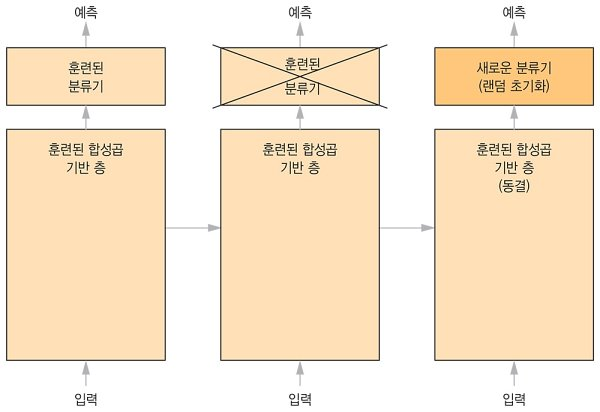 예측
예측
예측
훈련된
분류기
훈련된
분류기
새로운 분류기
(랜덤 초기화)
훈련된 합성곱
기반 층
훈련된 합성곱
기반 층
훈련된 합성곱
기반 층
(동결)
입력
입력
입력